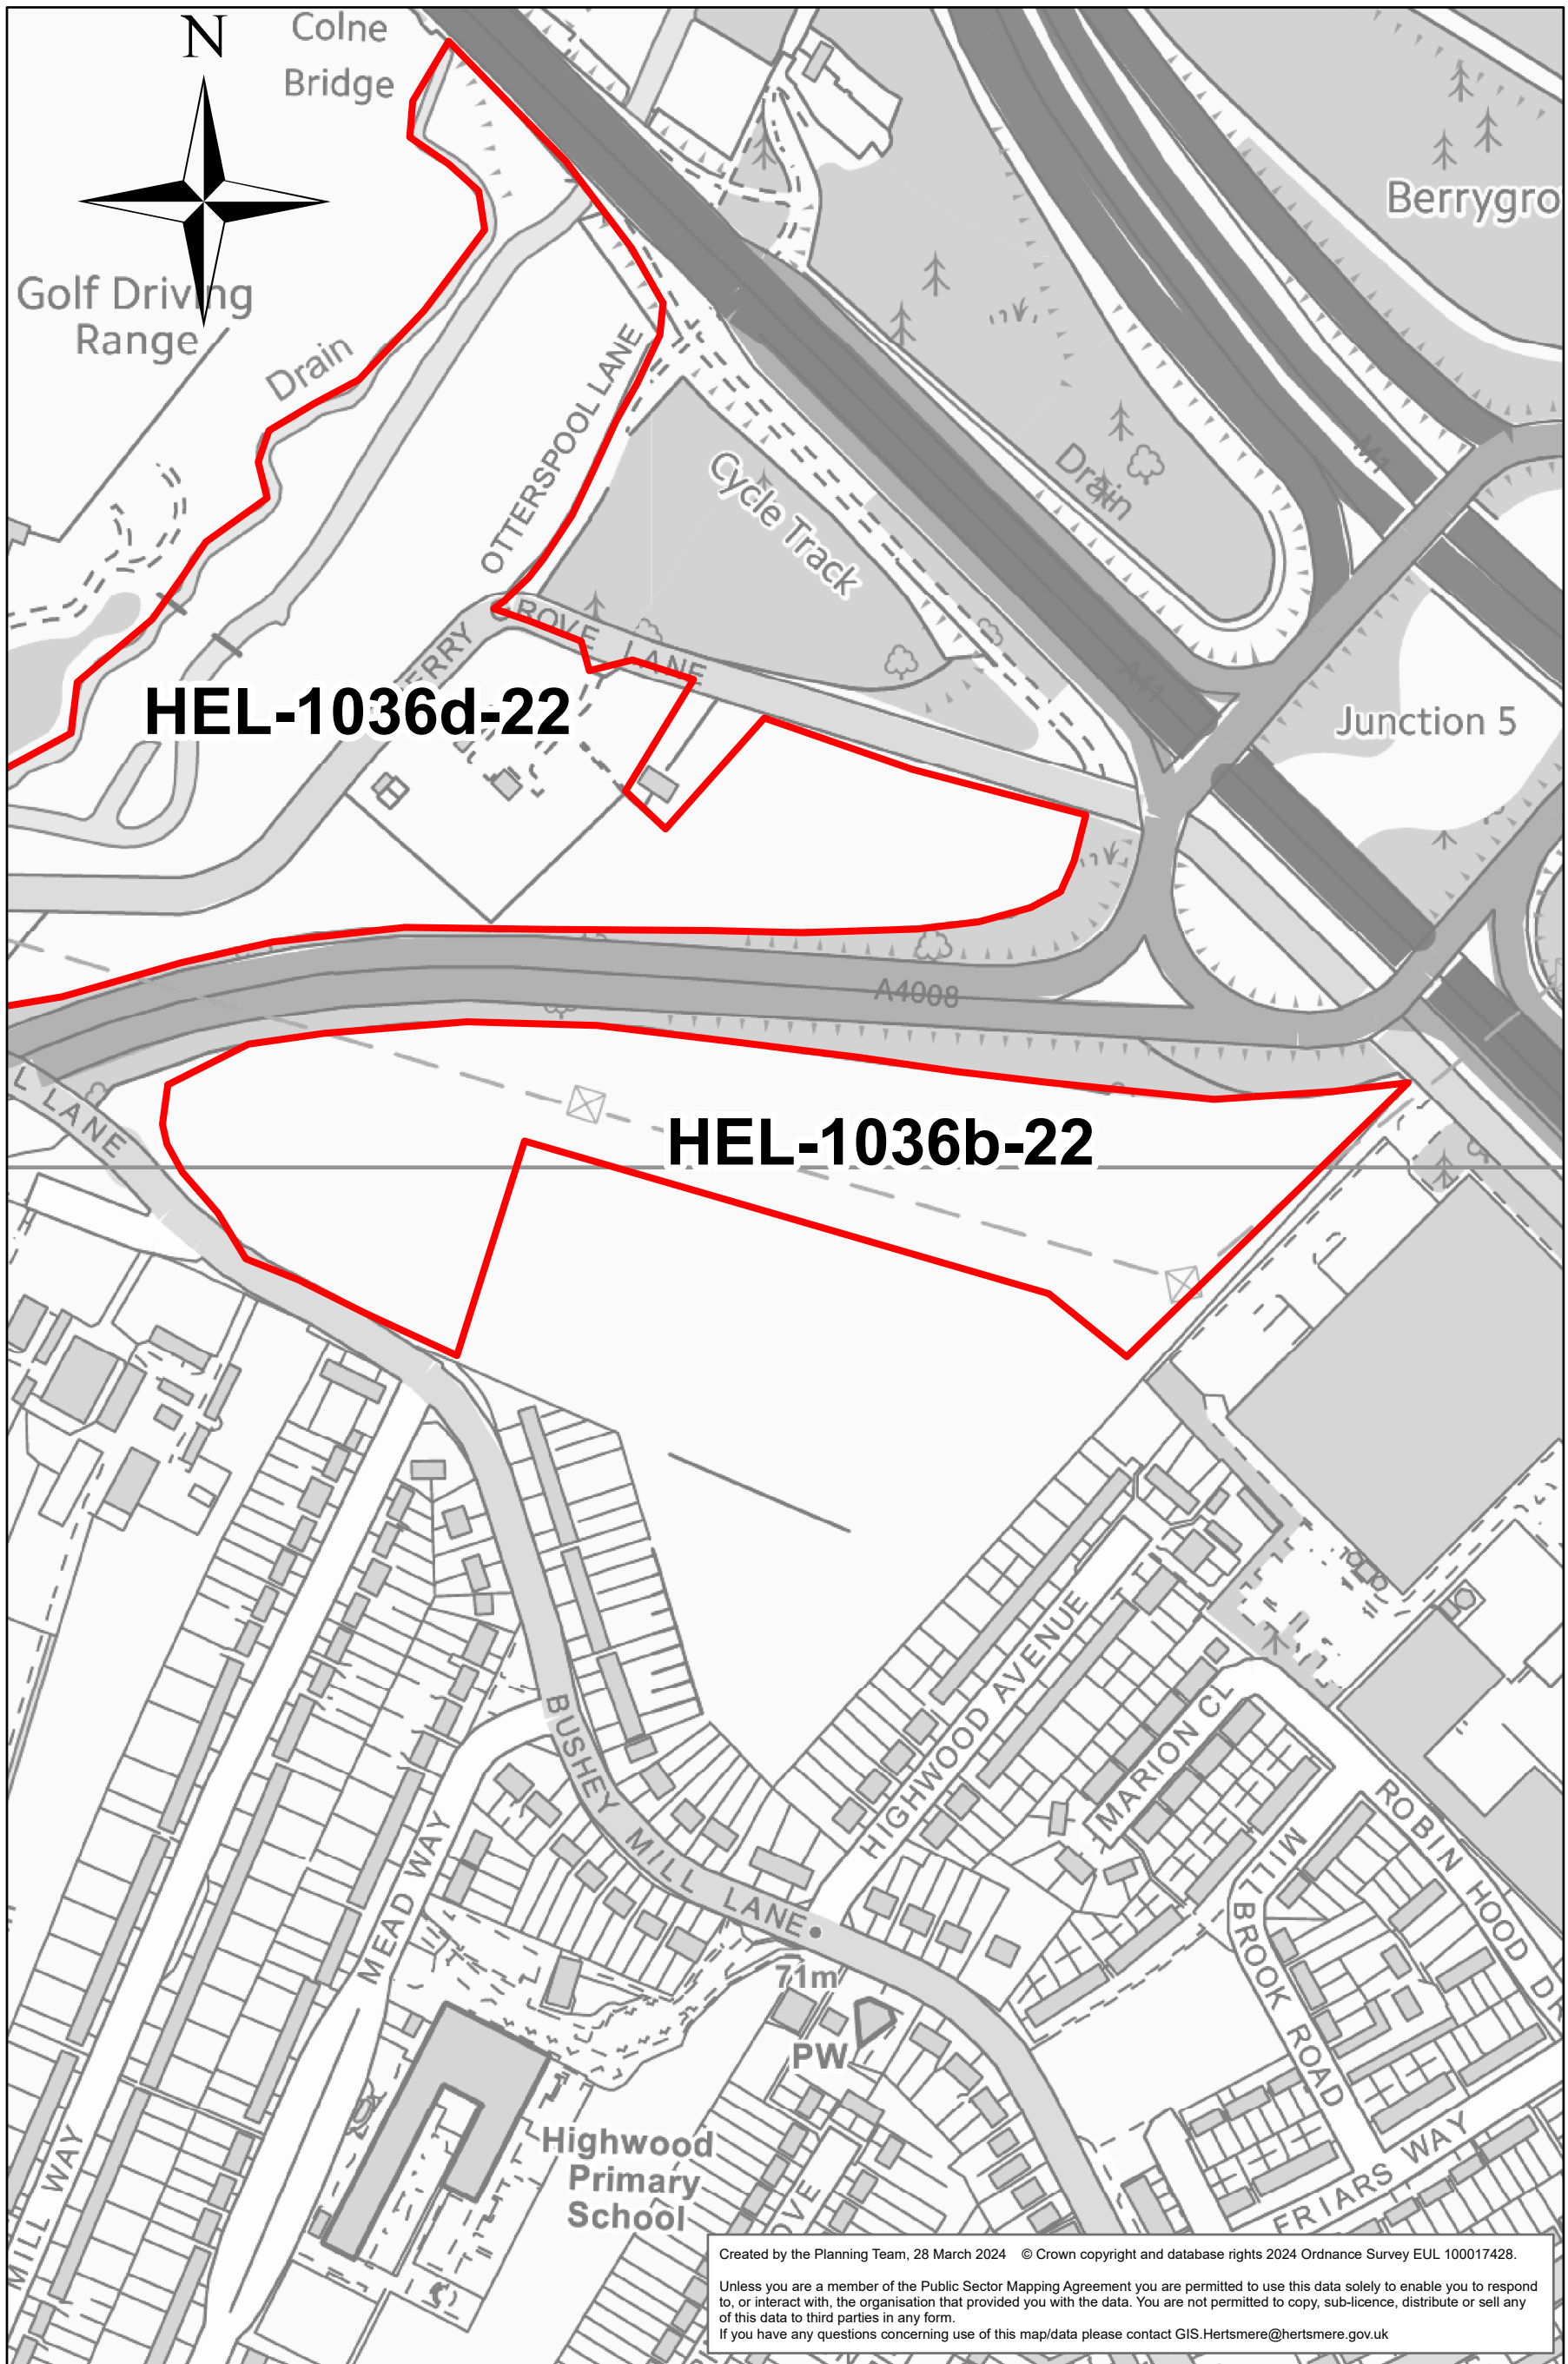 N
Colne
Bridge
Berrygro
Golf Driving
Range
Drain
OTTERSPOOL LANE
Cycle Track
Drain
M1
GROVE LANE
ERRY
A41
HEL-1036d-22
Junction 5
A4008
L LANE
HEL-1036b-22
HIGHWOOD AVENUE
BUSHEY MILL LANE
MARION CL
ROBIN HOOD DR
MILL BROOK ROAD
MEAD WAY
71m
PW
MILL WAY
Highwood
Primary
School
OVE
FRIARS WAY
Created by the Planning Team, 28 March 2024 © Crown copyright and database rights 2024 Ordnance Survey EUL 100017428.
Unless you are a member of the Public Sector Mapping Agreement you are permitted to use this data solely to enable you to respond
to, or interact with, the organisation that provided you with the data. You are not permitted to copy, sub-licence, distribute or sell any
of this data to third parties in any form.
If you have any questions concerning use of this map/data please contact GIS.Hertsmere@hertsmere.gov.uk